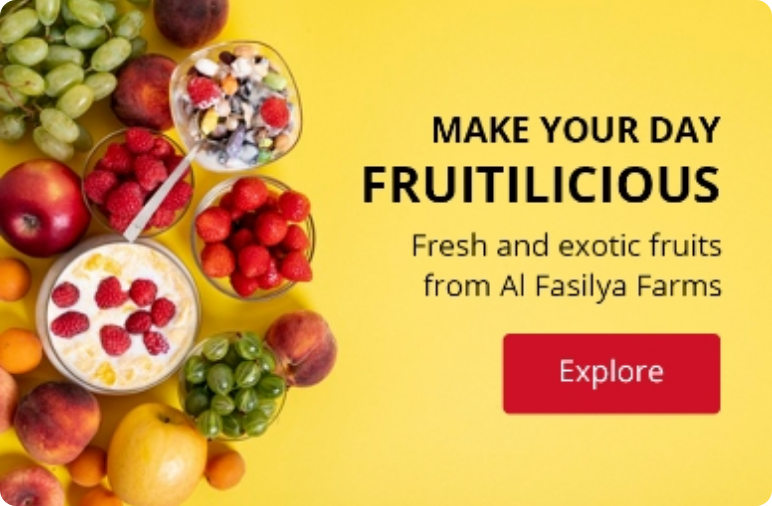 MAKE YOUR DAY
FRUITILICIOUS
Fresh and exotic fruits
from Al Fasilya Farms
Explore